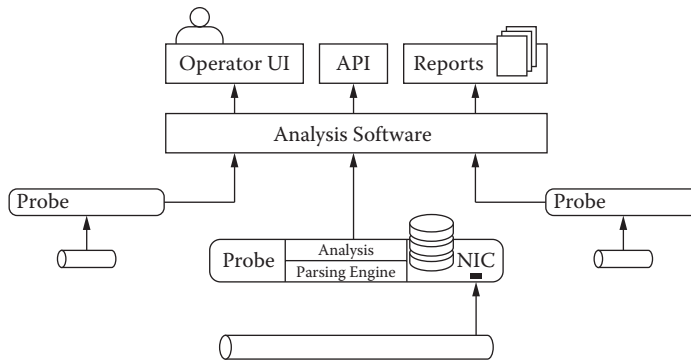 Operator UI
API
Reports
Analysis Software
Probe
Probe
Probe
Analysis
Parsing Engine
NIC